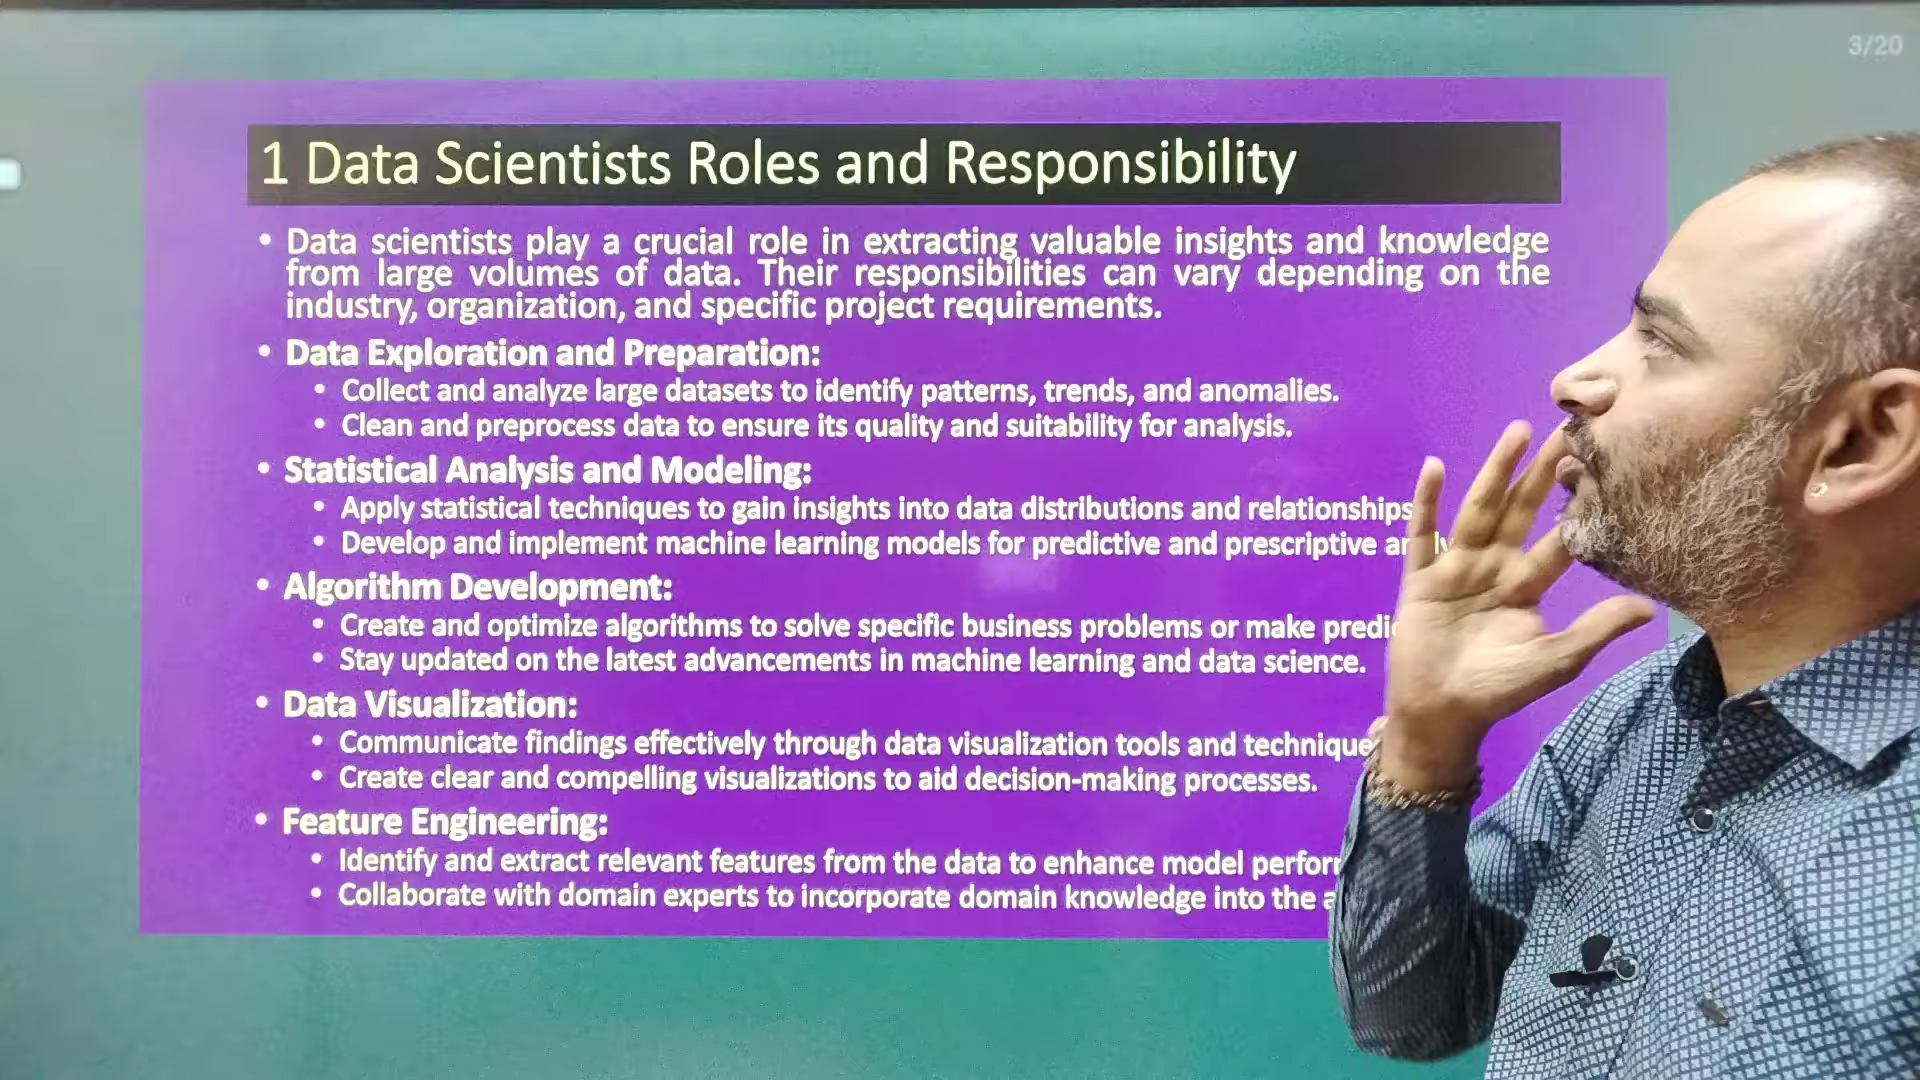 3/20
1 Data Scientists Roles and Responsibility
• Data scientists play a crucial role in extracting valuable insights and knowledge
from large volumes of data. Their responsibilities can vary depending on the
industry, organization, and specific project requirements.
• Data Exploration and Preparation:
• Collect and analyze large datasets to identify patterns, trends, and anomalies.
• Clean and preprocess data to ensure its quality and suitability for analysis.
• Statistical Analysis and Modeling:
• Apply statistical techniques to gain insights into data distributions and relationships
• Develop and implement machine learning models for predictive and prescriptive
• Algorithm Development:
• Create and optimize algorithms to solve specific business problems or make
• Stay updated on the latest advancements in machine learning and data science.
• Data Visualization:
• Communicate findings effectively through data visualization tools and technique
• Create clear and compelling visualizations to aid decision-making processes.
• Feature Engineering:
• Identify and extract relevant features from the data to enhance model
• Collaborate with domain experts to incorporate domain knowledge into the